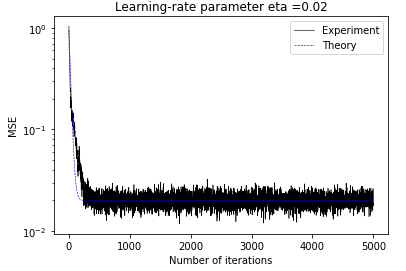 Learning-rate parameter eta =0.02
Experiment
Theory
10⁰
10⁻¹
10⁻²
MSE
0 1000 2000 3000 4000 5000
Number of iterations